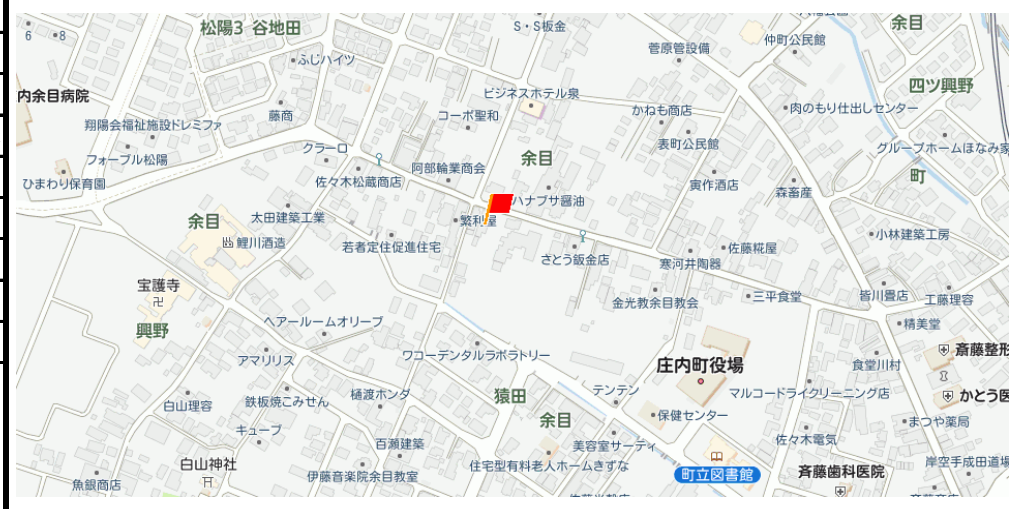 松陽3 谷地田
S・S板金
余目
6
8
菅原管設備
仲町公民館
ふじハイツ
四ツ興野
内余目病院
ビジネスホテル泉
藤商
コーポ聖和
かねも商店
肉のもり仕出しセンター
翔陽会福祉施設ドレミファ
クラーロ
表町公民館
グループホームほなみ家
フォーブル松陽
余目
阿部輪業商会
町
ひまわり保育園
佐々木松蔵商店
寅作酒店
森畜産
ハナブサ醤油
余目
太田建築工業
繁利屋
小林建築工房
鯉川酒造
若者定住促進住宅
佐藤糀屋
さとう鈑金店
寒河井陶器
宝護寺
金光教余目教会
三平食堂
皆川畳店
工藤理容
興野
ヘアールームオリーブ
精美堂
斎藤整形
アマリリス
ワコーデンタルラボラトリー
庄内町役場
食堂川村
樋渡ホンダ
猿田
テンテン
マルコードライクリーニング店
かとう医
白山理容
鉄板焼こみせん
余目
保健センター
まつや薬局
キューブ
百瀬建築
美容室サーティ
佐々木電気
白山神社
住宅型有料老人ホームきずな
岸空手成田道場
伊藤音楽院余目教室
町立図書館
斉藤歯科医院
魚銀商店